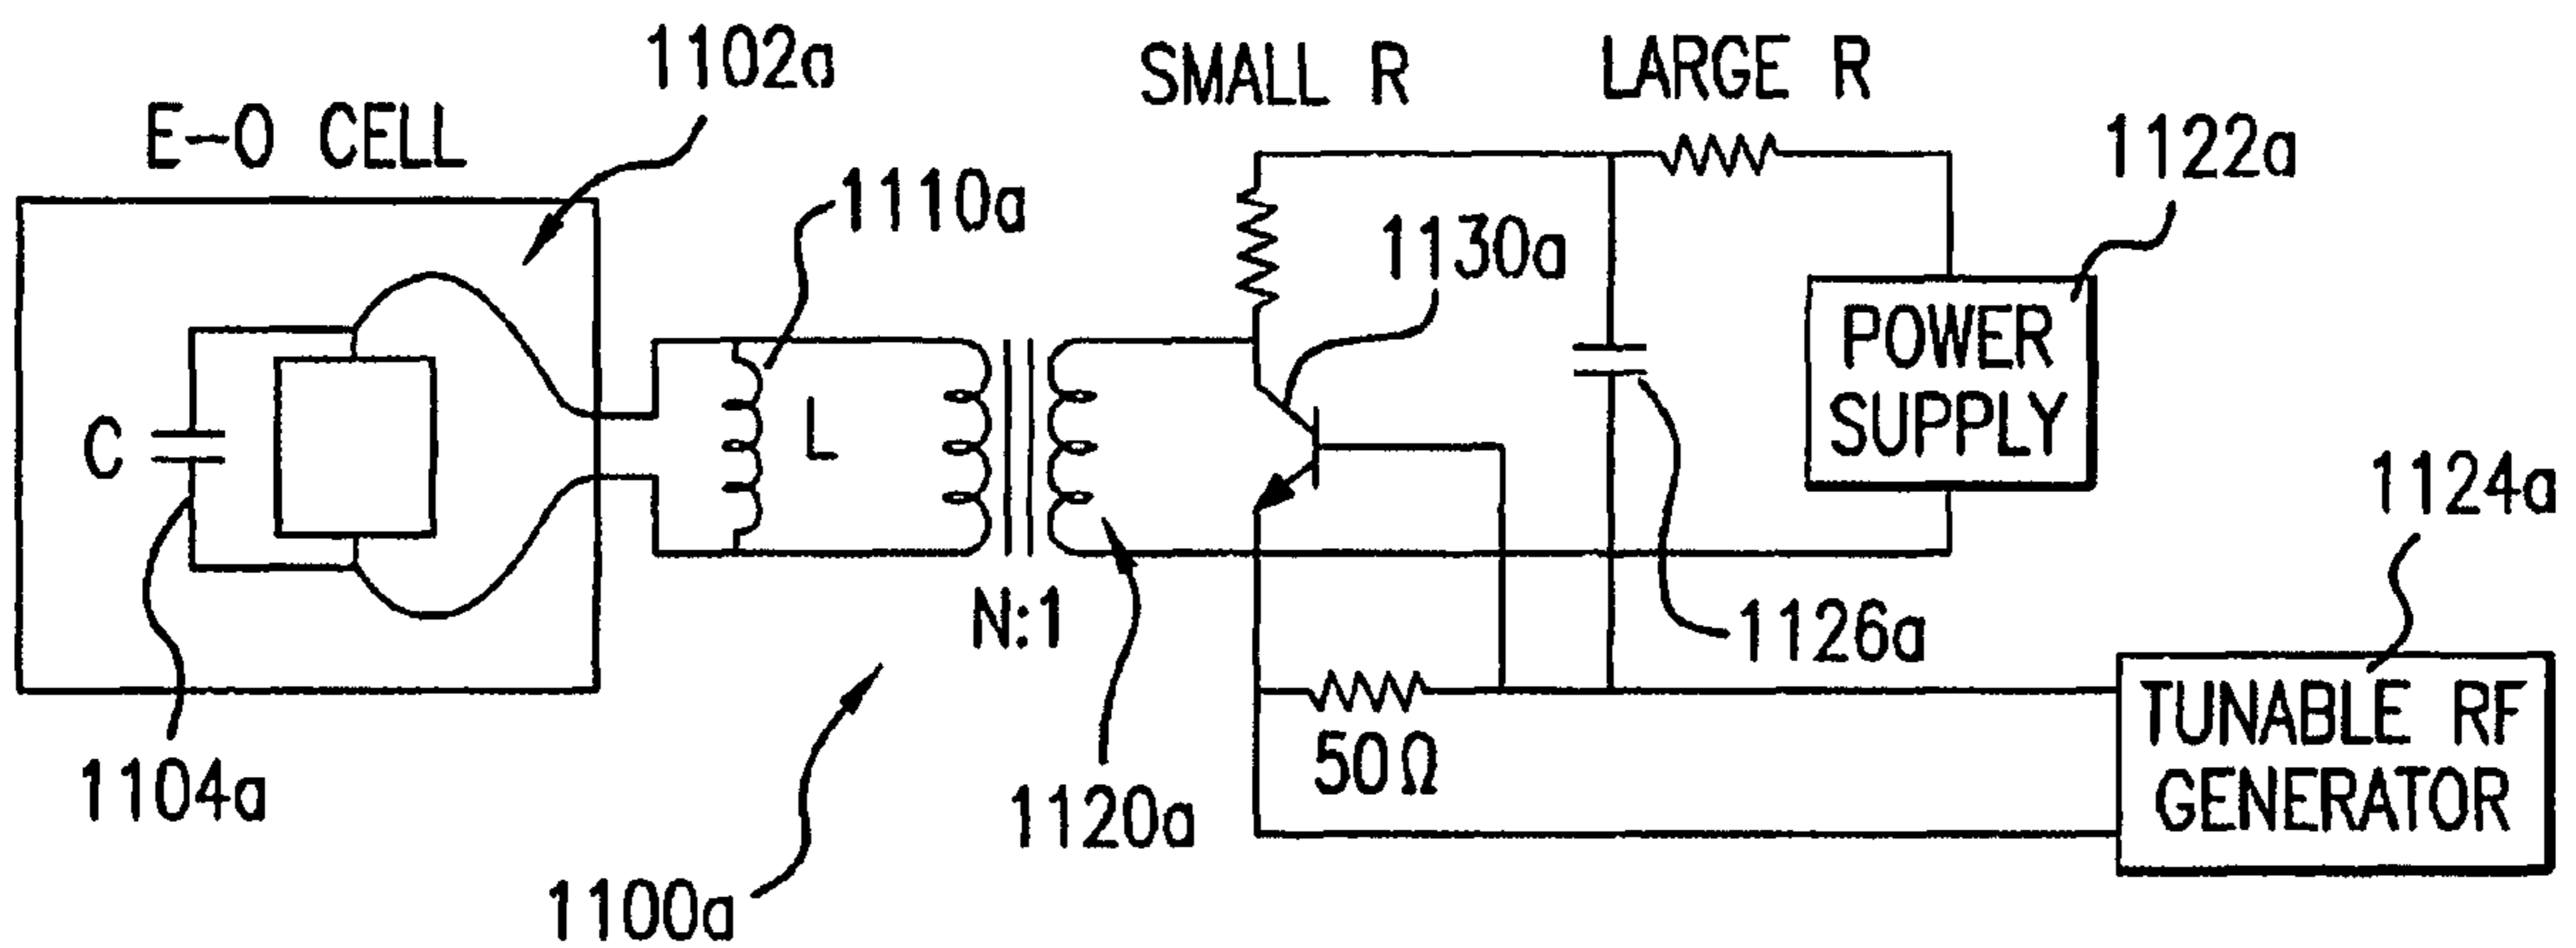 1102a
SMALL R
LARGE R
E-O CELL
1110a
1122a
1130a
POWER
SUPPLY
C
L
1124a
N:1
1126a
TUNABLE RF
GENERATOR
50Ω
1104a
1120a
1100a